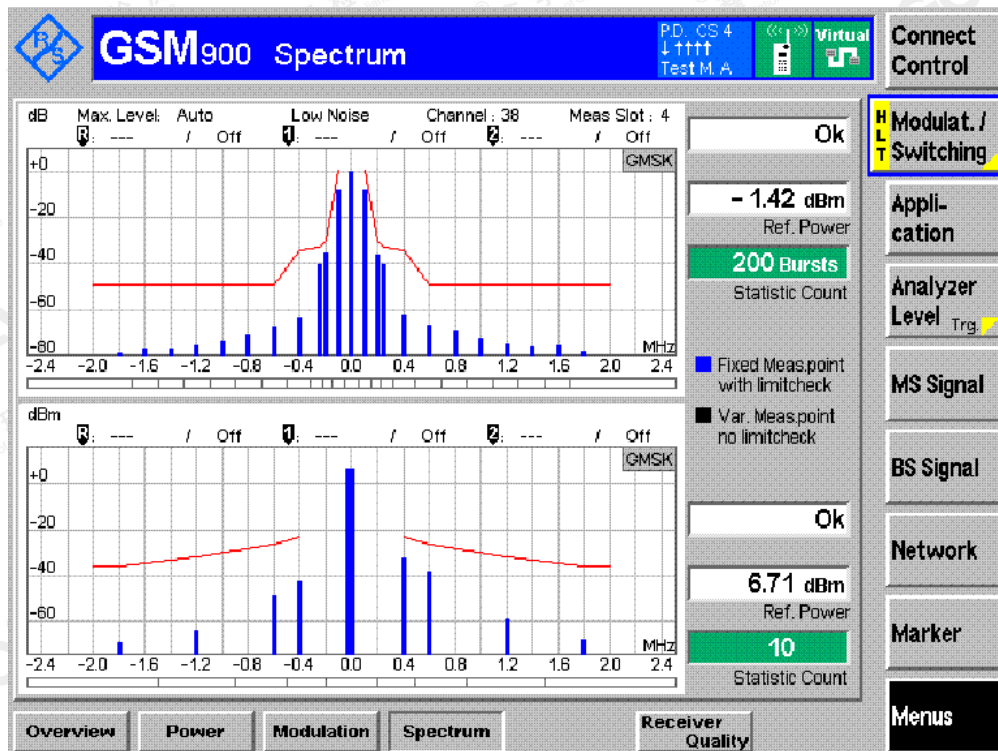 R&S
GSM900 Spectrum
P.D. CS 4
Test M. A.
Virtual
Connect Control
dB Max. Level: Auto Low Noise Channel : 38 Meas Slot : 4
R: --- / Off 1: --- / Off 2: --- / Off
GMSK
+0
-20
-40
-60
-80
MHz
-2.4 -2.0 -1.6 -1.2 -0.8 -0.4 0.0 0.4 0.8 1.2 1.6 2.0 2.4
Ok
- 1.42 dBm
Ref. Power
200 Bursts
Statistic Count
Fixed Meas.point
with limitcheck
Var. Meas.point
no limitcheck
dBm
R: --- / Off 1: --- / Off 2: --- / Off
GMSK
+0
-20
-40
-60
MHz
-2.4 -2.0 -1.6 -1.2 -0.8 -0.4 0.0 0.4 0.8 1.2 1.6 2.0 2.4
Ok
6.71 dBm
Ref. Power
10
Statistic Count
HLT
Modulat. /
Switching
Appli-
cation
Analyzer
Level Trg.
MS Signal
BS Signal
Network
Marker
Menus
Overview
Power
Modulation
Spectrum
Receiver
Quality